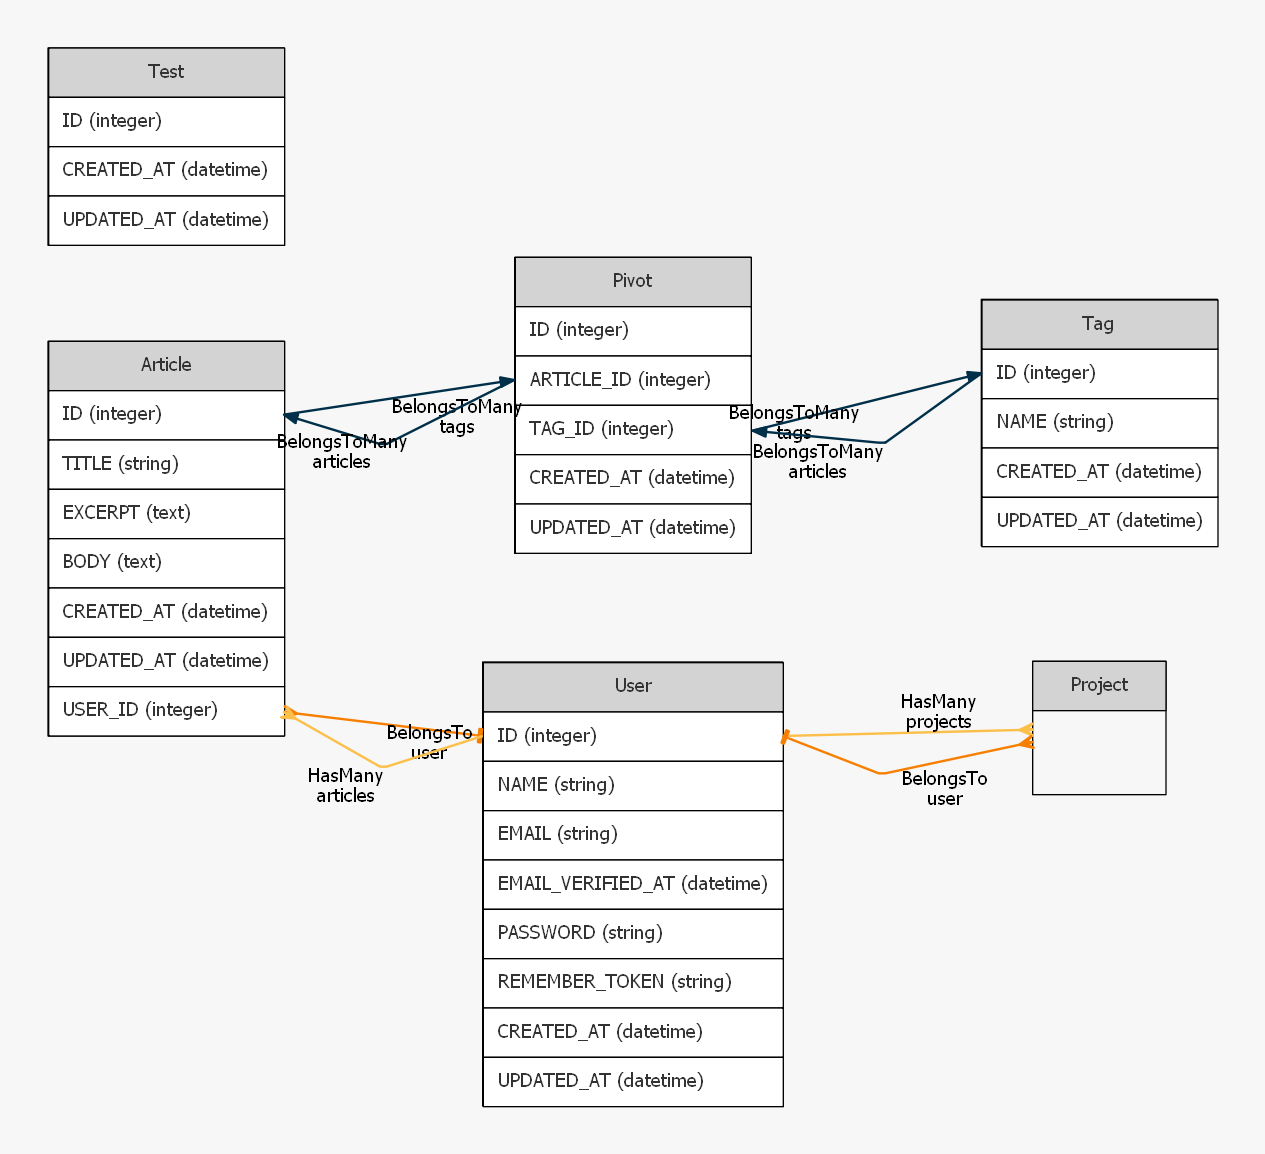 Test
ID (integer)
CREATED_AT (datetime)
UPDATED_AT (datetime)
Article
ID (integer)
TITLE (string)
EXCERPT (text)
BODY (text)
CREATED_AT (datetime)
UPDATED_AT (datetime)
USER_ID (integer)
BelongsToMany
tags
BelongsToMany
articles
Pivot
ID (integer)
ARTICLE_ID (integer)
TAG_ID (integer)
CREATED_AT (datetime)
UPDATED_AT (datetime)
BelongsToMany
tags
BelongsToMany
articles
Tag
ID (integer)
NAME (string)
CREATED_AT (datetime)
UPDATED_AT (datetime)
BelongsTo
user
HasMany
articles
User
ID (integer)
NAME (string)
EMAIL (string)
EMAIL_VERIFIED_AT (datetime)
PASSWORD (string)
REMEMBER_TOKEN (string)
CREATED_AT (datetime)
UPDATED_AT (datetime)
HasMany
projects
BelongsTo
user
Project